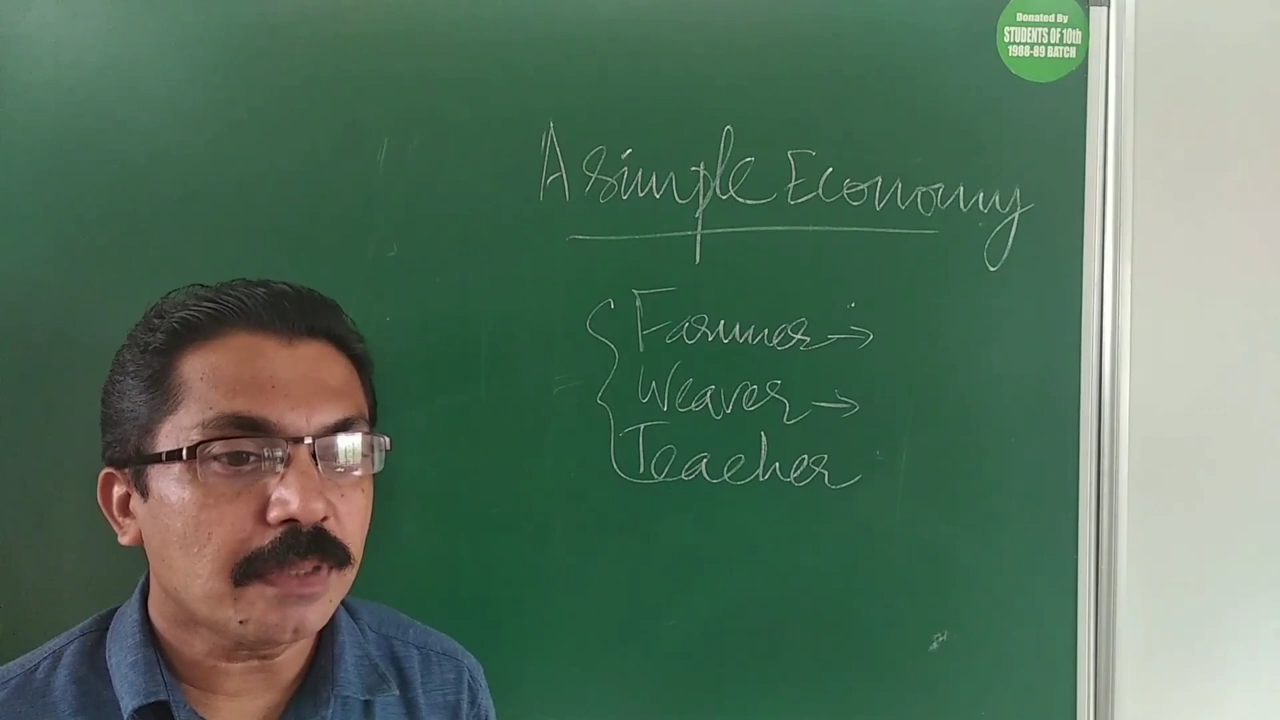 Donated By
STUDENTS OF 10th
1988-89 BATCH
A simple Economy
Farmer →
Weaver →
Teacher